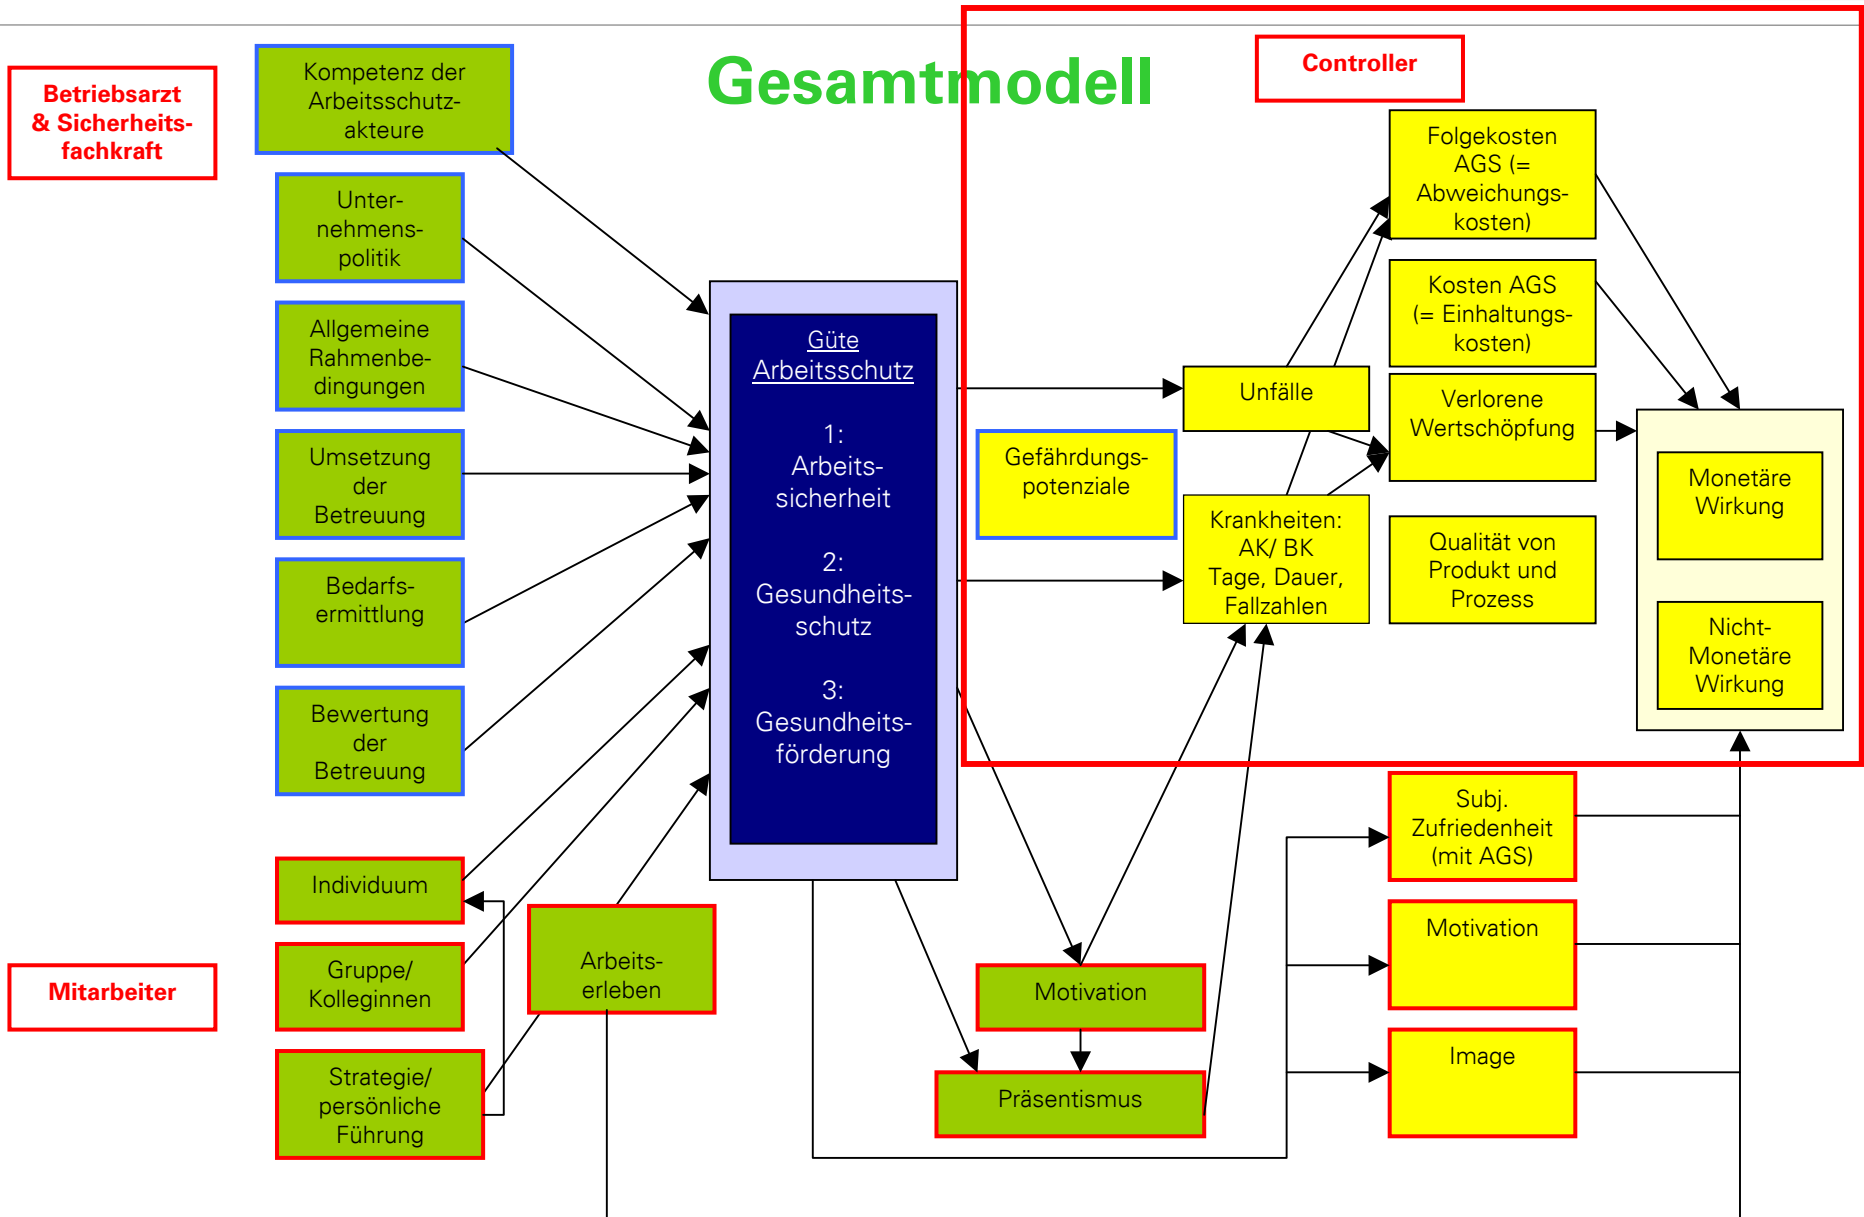 Gesamtmodell
Betriebsarzt
& Sicherheits-
fachkraft
Kompetenz der
Arbeitsschutz-
akteure
Unter-
nehmens-
politik
Allgemeine
Rahmenbe-
dingungen
Umsetzung
der
Betreuung
Bedarfs-
ermittlung
Bewertung
der
Betreuung
Mitarbeiter
Individuum
Gruppe/
Kolleginnen
Strategie/
persönliche
Führung
Arbeits-
erleben
Güte
Arbeitsschutz
1:
Arbeits-
sicherheit
2:
Gesundheits-
schutz
3:
Gesundheits-
förderung
Motivation
Präsentismus
Controller
Unfälle
Gefährdungs-
potenziale
Krankheiten:
AK/ BK
Tage, Dauer,
Fallzahlen
Folgekosten
AGS (=
Abweichungs-
kosten)
Kosten AGS
(= Einhaltungs-
kosten)
Verlorene
Wertschöpfung
Qualität von
Produkt und
Prozess
Monetäre
Wirkung
Nicht-
Monetäre
Wirkung
Subj.
Zufriedenheit
(mit AGS)
Motivation
Image